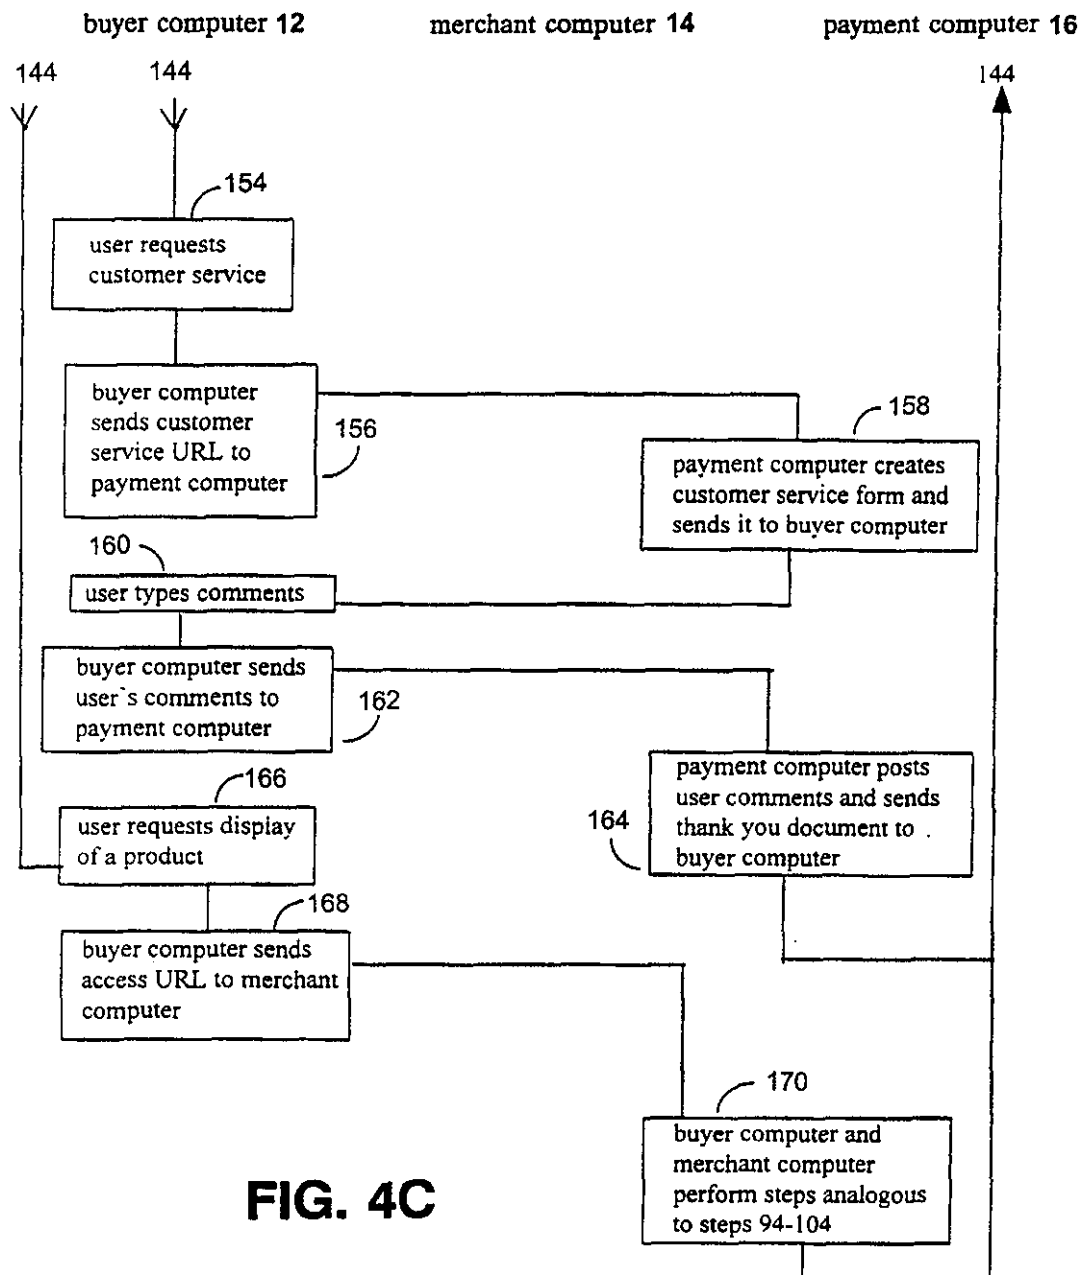 buyer computer 12
merchant computer 14
payment computer 16
144
144
144
154
user requests
customer service
buyer computer
sends customer
service URL to
payment computer
156
158
payment computer creates
customer service form and
sends it to buyer computer
160
user types comments
buyer computer sends
user`s comments to
payment computer
162
payment computer posts
user comments and sends
thank you document to
buyer computer
164
166
user requests display
of a product
168
buyer computer sends
access URL to merchant
computer
170
buyer computer and
merchant computer
perform steps analogous
to steps 94-104
FIG. 4C